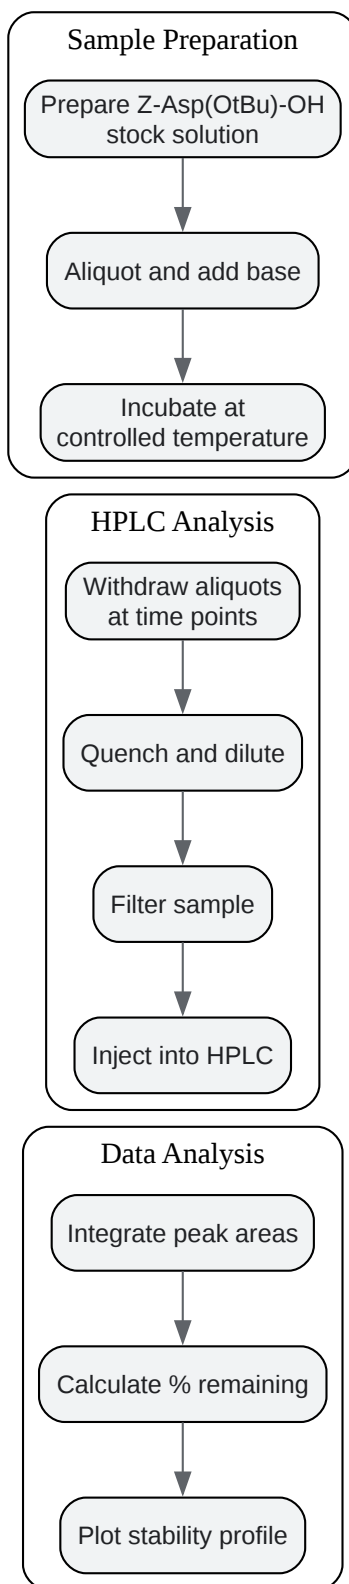 Sample Preparation
Prepare Z-Asp(OtBu)-OH
stock solution
Aliquot and add base
Incubate at
controlled temperature
HPLC Analysis
Withdraw aliquots
at time points
Quench and dilute
Filter sample
Inject into HPLC
Data Analysis
Integrate peak areas
Calculate % remaining
Plot stability profile